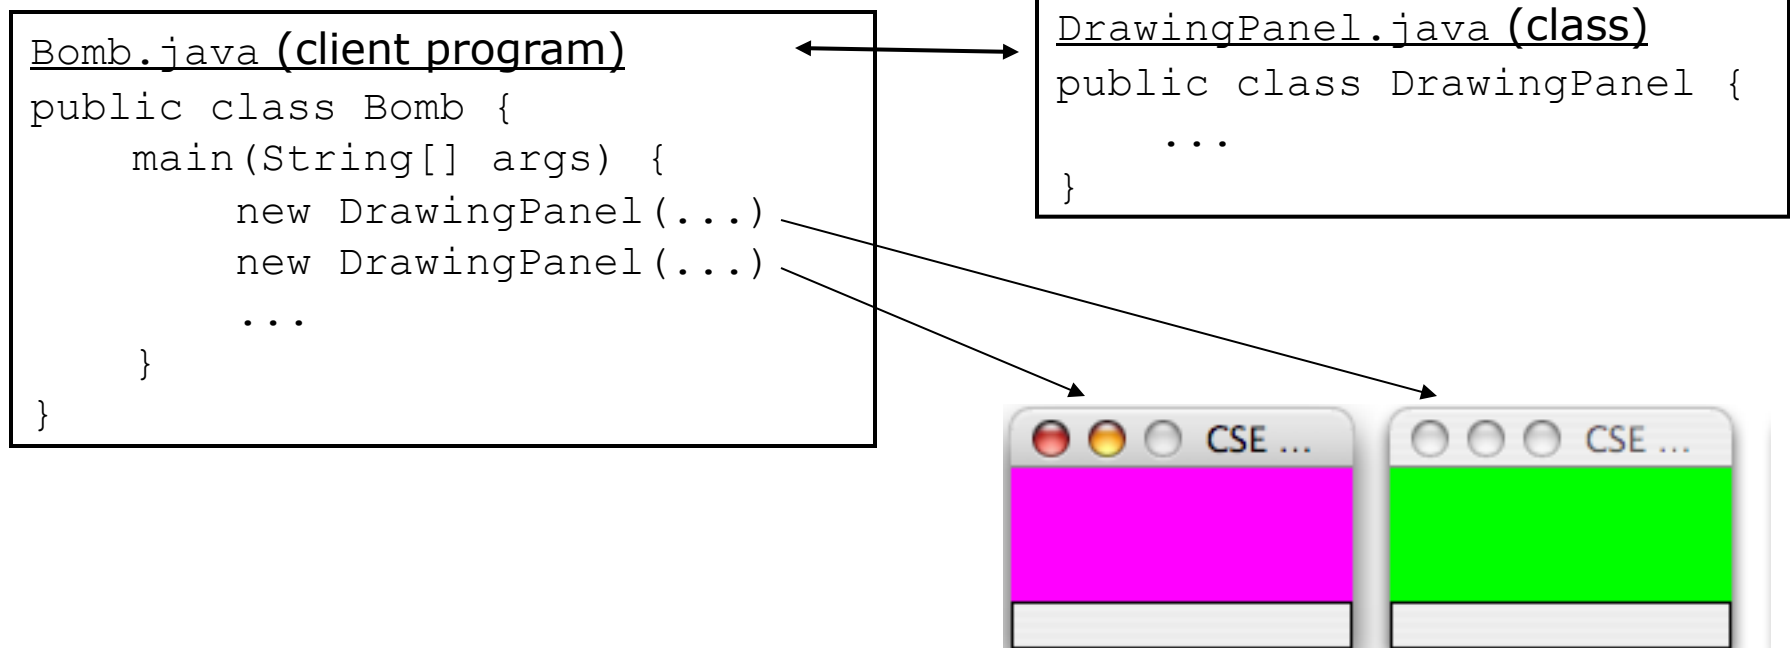 Bomb.java (client program)
public class Bomb {
main(String[] args) {
new DrawingPanel(...)
new DrawingPanel(...)
...
}
}
DrawingPanel.java (class)
public class DrawingPanel {
...
}
CSE ...
CSE ...